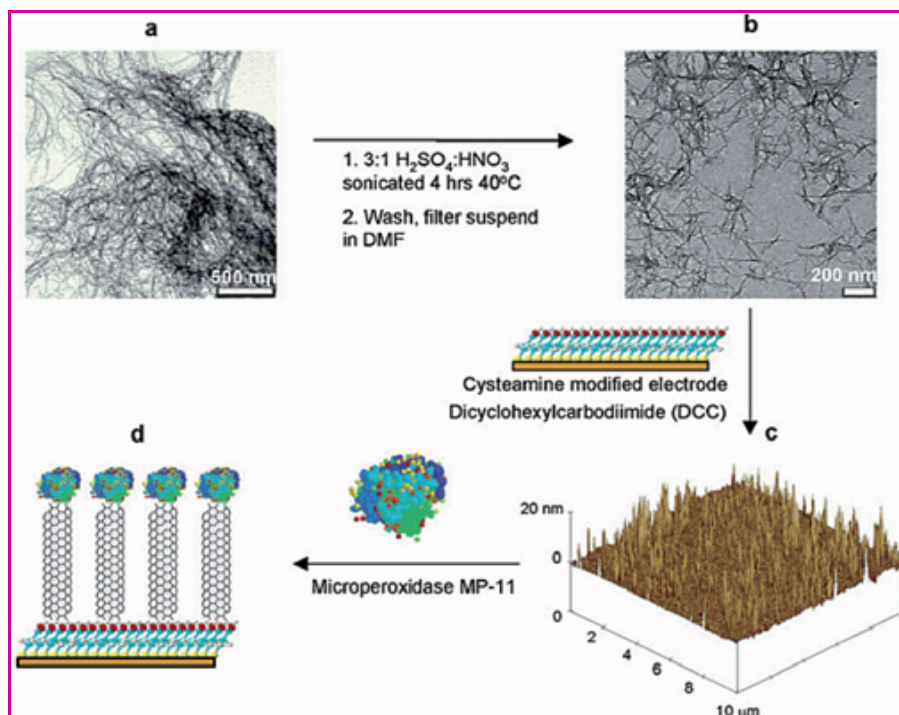 a
b
1. 3:1 H₂SO₄:HNO₃
sonicated 4 hrs 40ºC
2. Wash, filter suspend
in DMF
500 nm
200 nm
Cysteamine modified electrode
Dicyclohexylcarbodiimide (DCC)
d
c
20 nm
0
0
Microperoxidase MP-11
2
4
6
8
10 µm